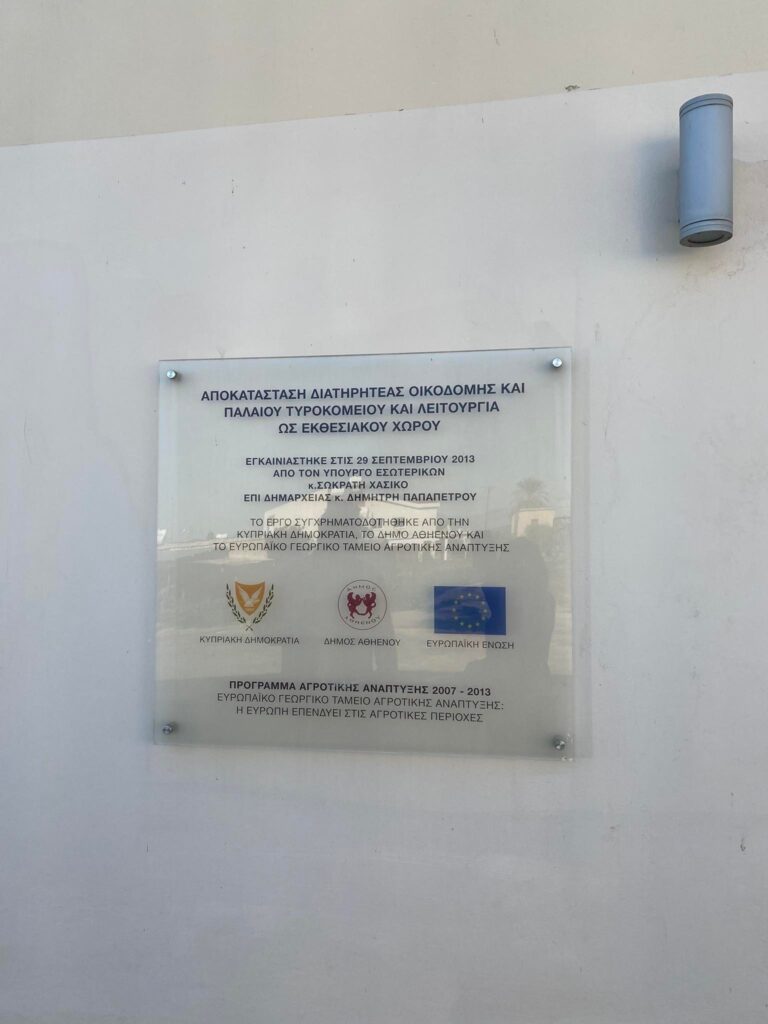 ΑΠΟΚΑΤΑΣΤΑΣΗ ΔΙΑΤΗΡΗΤΕΑΣ ΟΙΚΟΔΟΜΗΣ ΚΑΙ
ΠΑΛΑΙΟΥ ΤΥΡΟΚΟΜΕΙΟΥ ΚΑΙ ΛΕΙΤΟΥΡΓΙΑ
ΩΣ ΕΚΘΕΣΙΑΚΟΥ ΧΩΡΟΥ
ΕΓΚΑΙΝΙΑΣΤΗΚΕ ΣΤΙΣ 29 ΣΕΠΤΕΜΒΡΙΟΥ 2013
ΑΠΟ ΤΟΝ ΥΠΟΥΡΓΟ ΕΣΩΤΕΡΙΚΩΝ
κ.ΣΩΚΡΑΤΗ ΧΑΣΙΚΟ
ΕΠΙ ΔΗΜΑΡΧΕΙΑΣ κ. ΔΗΜΗΤΡΗ ΠΑΠΑΠΕΤΡΟΥ
ΤΟ ΕΡΓΟ ΣΥΓΧΡΗΜΑΤΟΔΟΤΗΘΗΚΕ ΑΠΟ ΤΗΝ
ΚΥΠΡΙΑΚΗ ΔΗΜΟΚΡΑΤΙΑ, ΤΟ ΔΗΜΟ ΑΘΗΕΝΟΥ ΚΑΙ
ΤΟ ΕΥΡΩΠΑΪΚΟ ΓΕΩΡΓΙΚΟ ΤΑΜΕΙΟ ΑΓΡΟΤΙΚΗΣ ΑΝΑΠΤΥΞΗΣ
ΔΗΜΟΣ
ΑΘΗΕΝΟΥ
ΚΥΠΡΙΑΚΗ ΔΗΜΟΚΡΑΤΙΑ ΔΗΜΟΣ ΑΘΗΕΝΟΥ ΕΥΡΩΠΑΪΚΗ ΕΝΩΣΗ
ΠΡΟΓΡΑΜΜΑ ΑΓΡΟΤΙΚΗΣ ΑΝΑΠΤΥΞΗΣ 2007 - 2013
ΕΥΡΩΠΑΪΚΟ ΓΕΩΡΓΙΚΟ ΤΑΜΕΙΟ ΑΓΡΟΤΙΚΗΣ ΑΝΑΠΤΥΞΗΣ:
Η ΕΥΡΩΠΗ ΕΠΕΝΔΥΕΙ ΣΤΙΣ ΑΓΡΟΤΙΚΕΣ ΠΕΡΙΟΧΕΣ